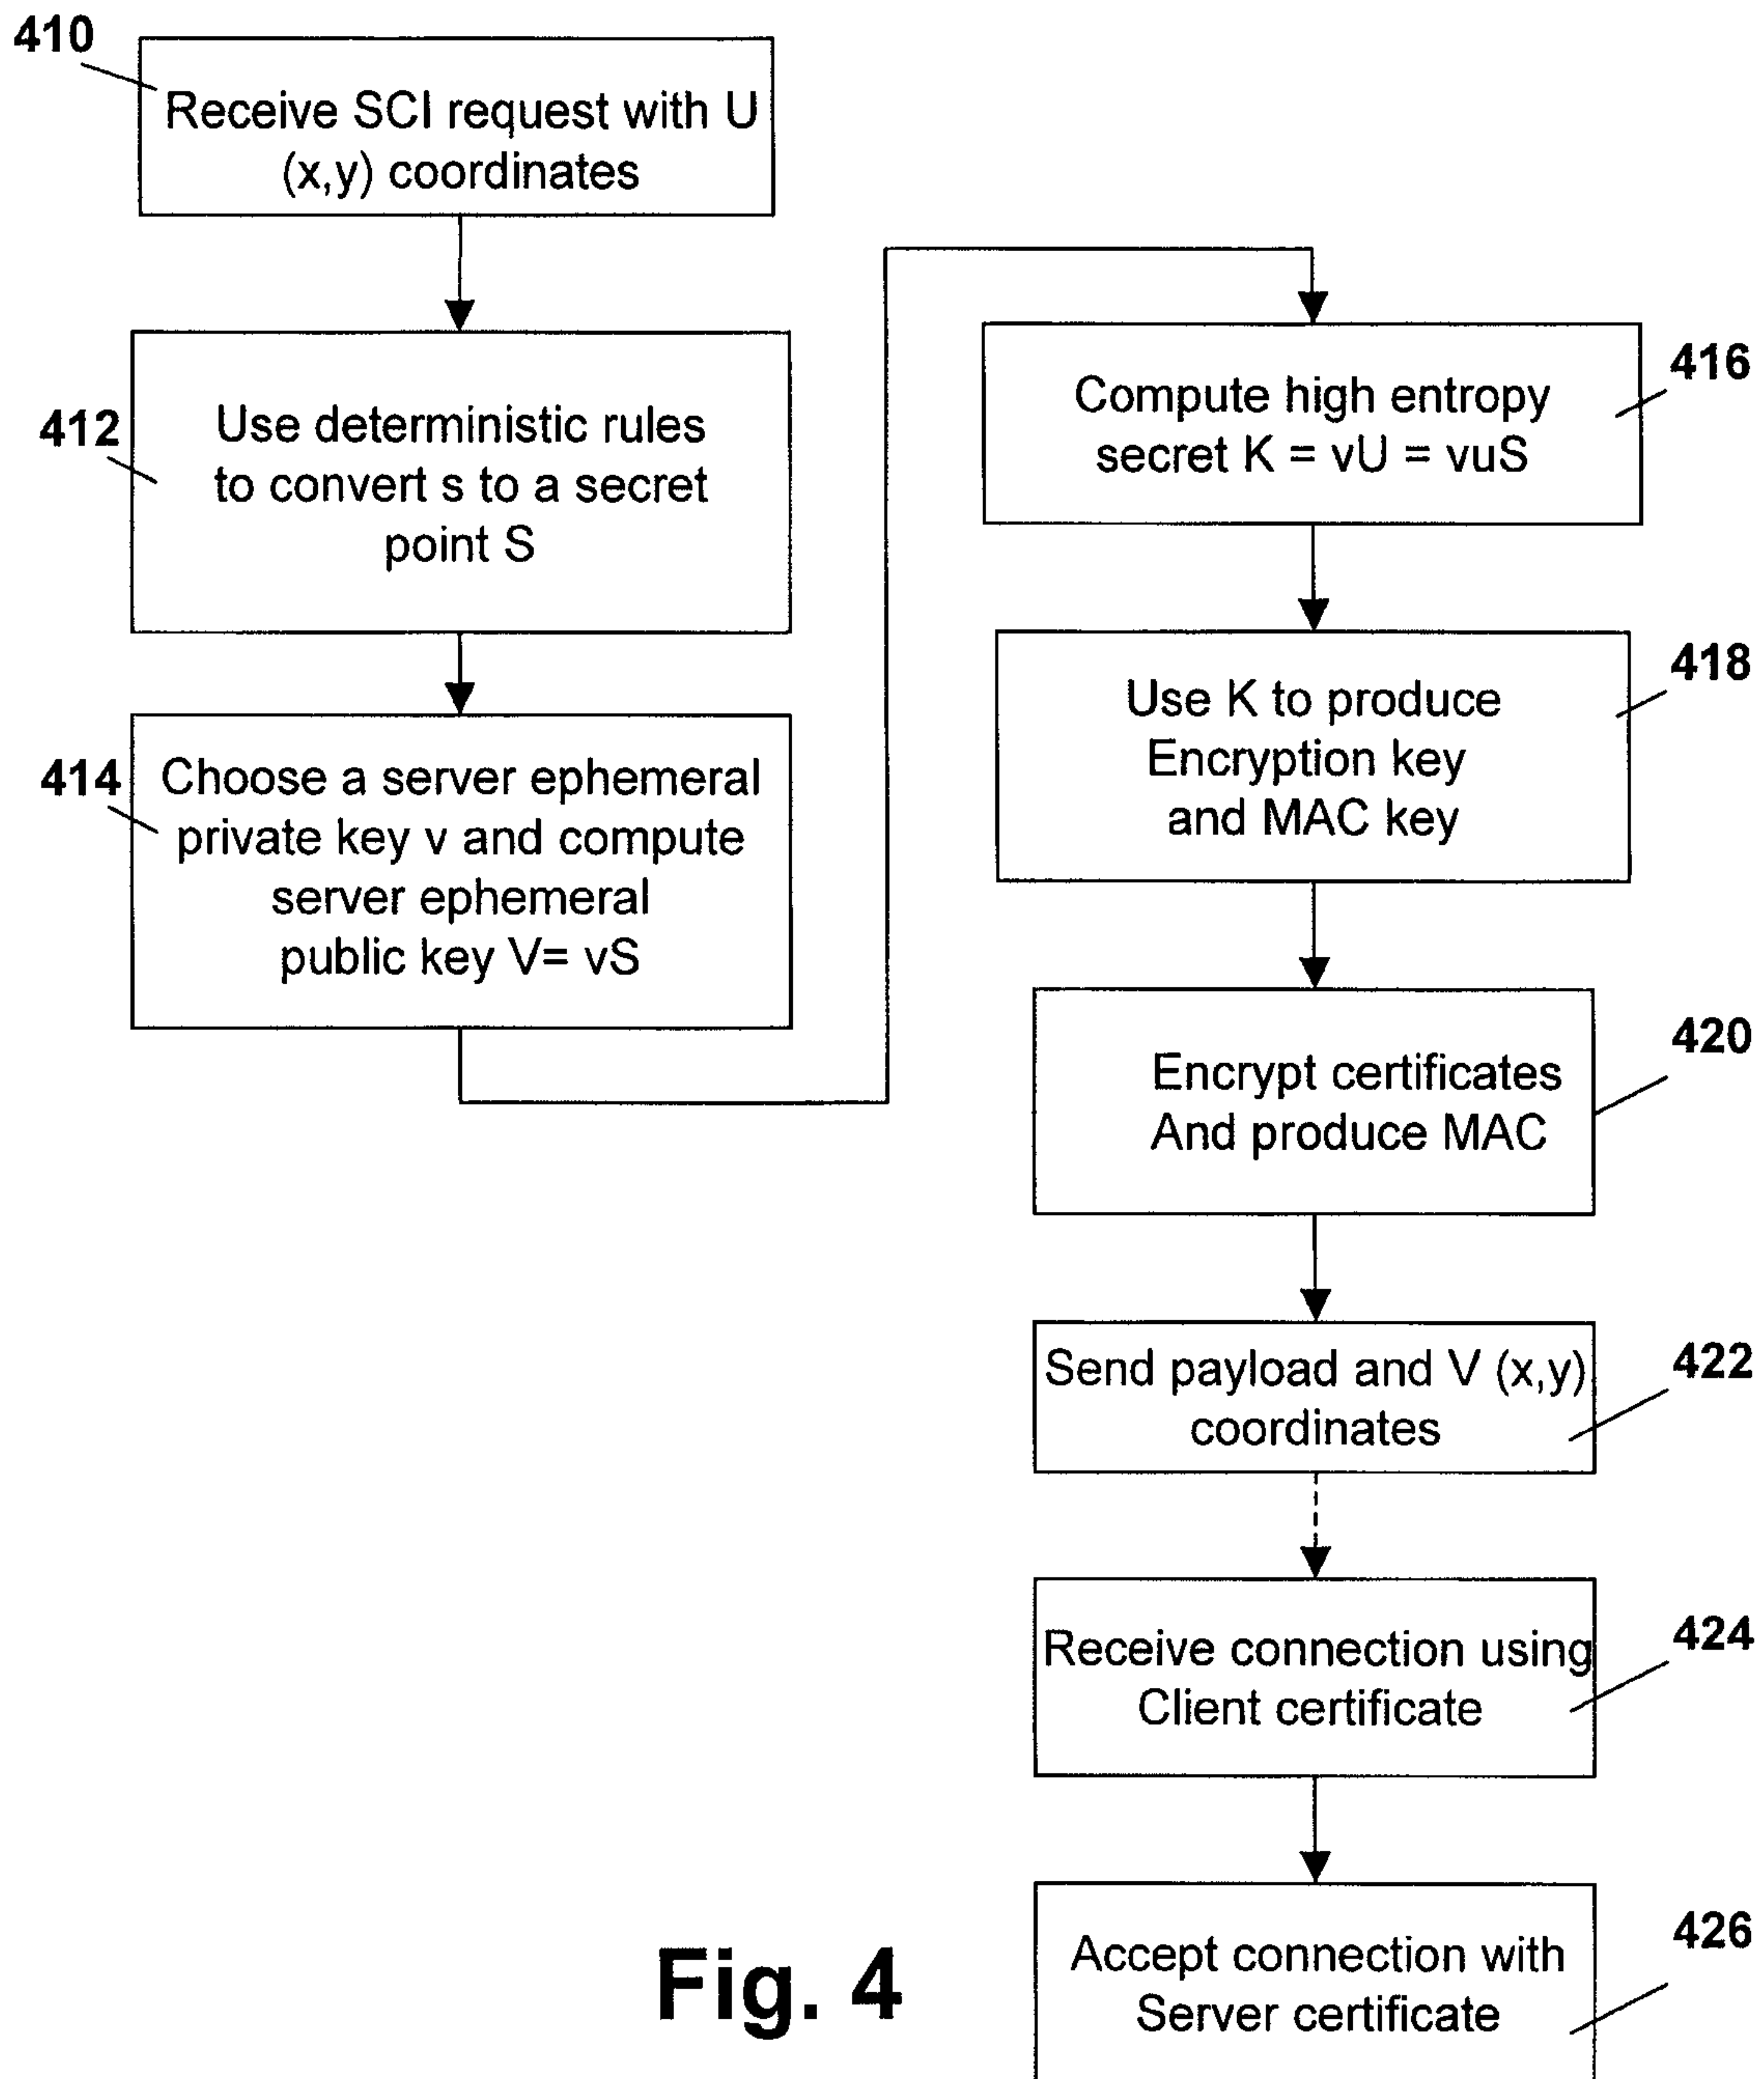 410
Receive SCI request with U
(x,y) coordinates
412
Use deterministic rules
to convert s to a secret
point S
414
Choose a server ephemeral
private key v and compute
server ephemeral
public key V= vS
416
Compute high entropy
secret K = vU = vuS
418
Use K to produce
Encryption key
and MAC key
420
Encrypt certificates
And produce MAC
422
Send payload and V (x,y)
coordinates
424
Receive connection using
Client certificate
426
Accept connection with
Server certificate
Fig. 4